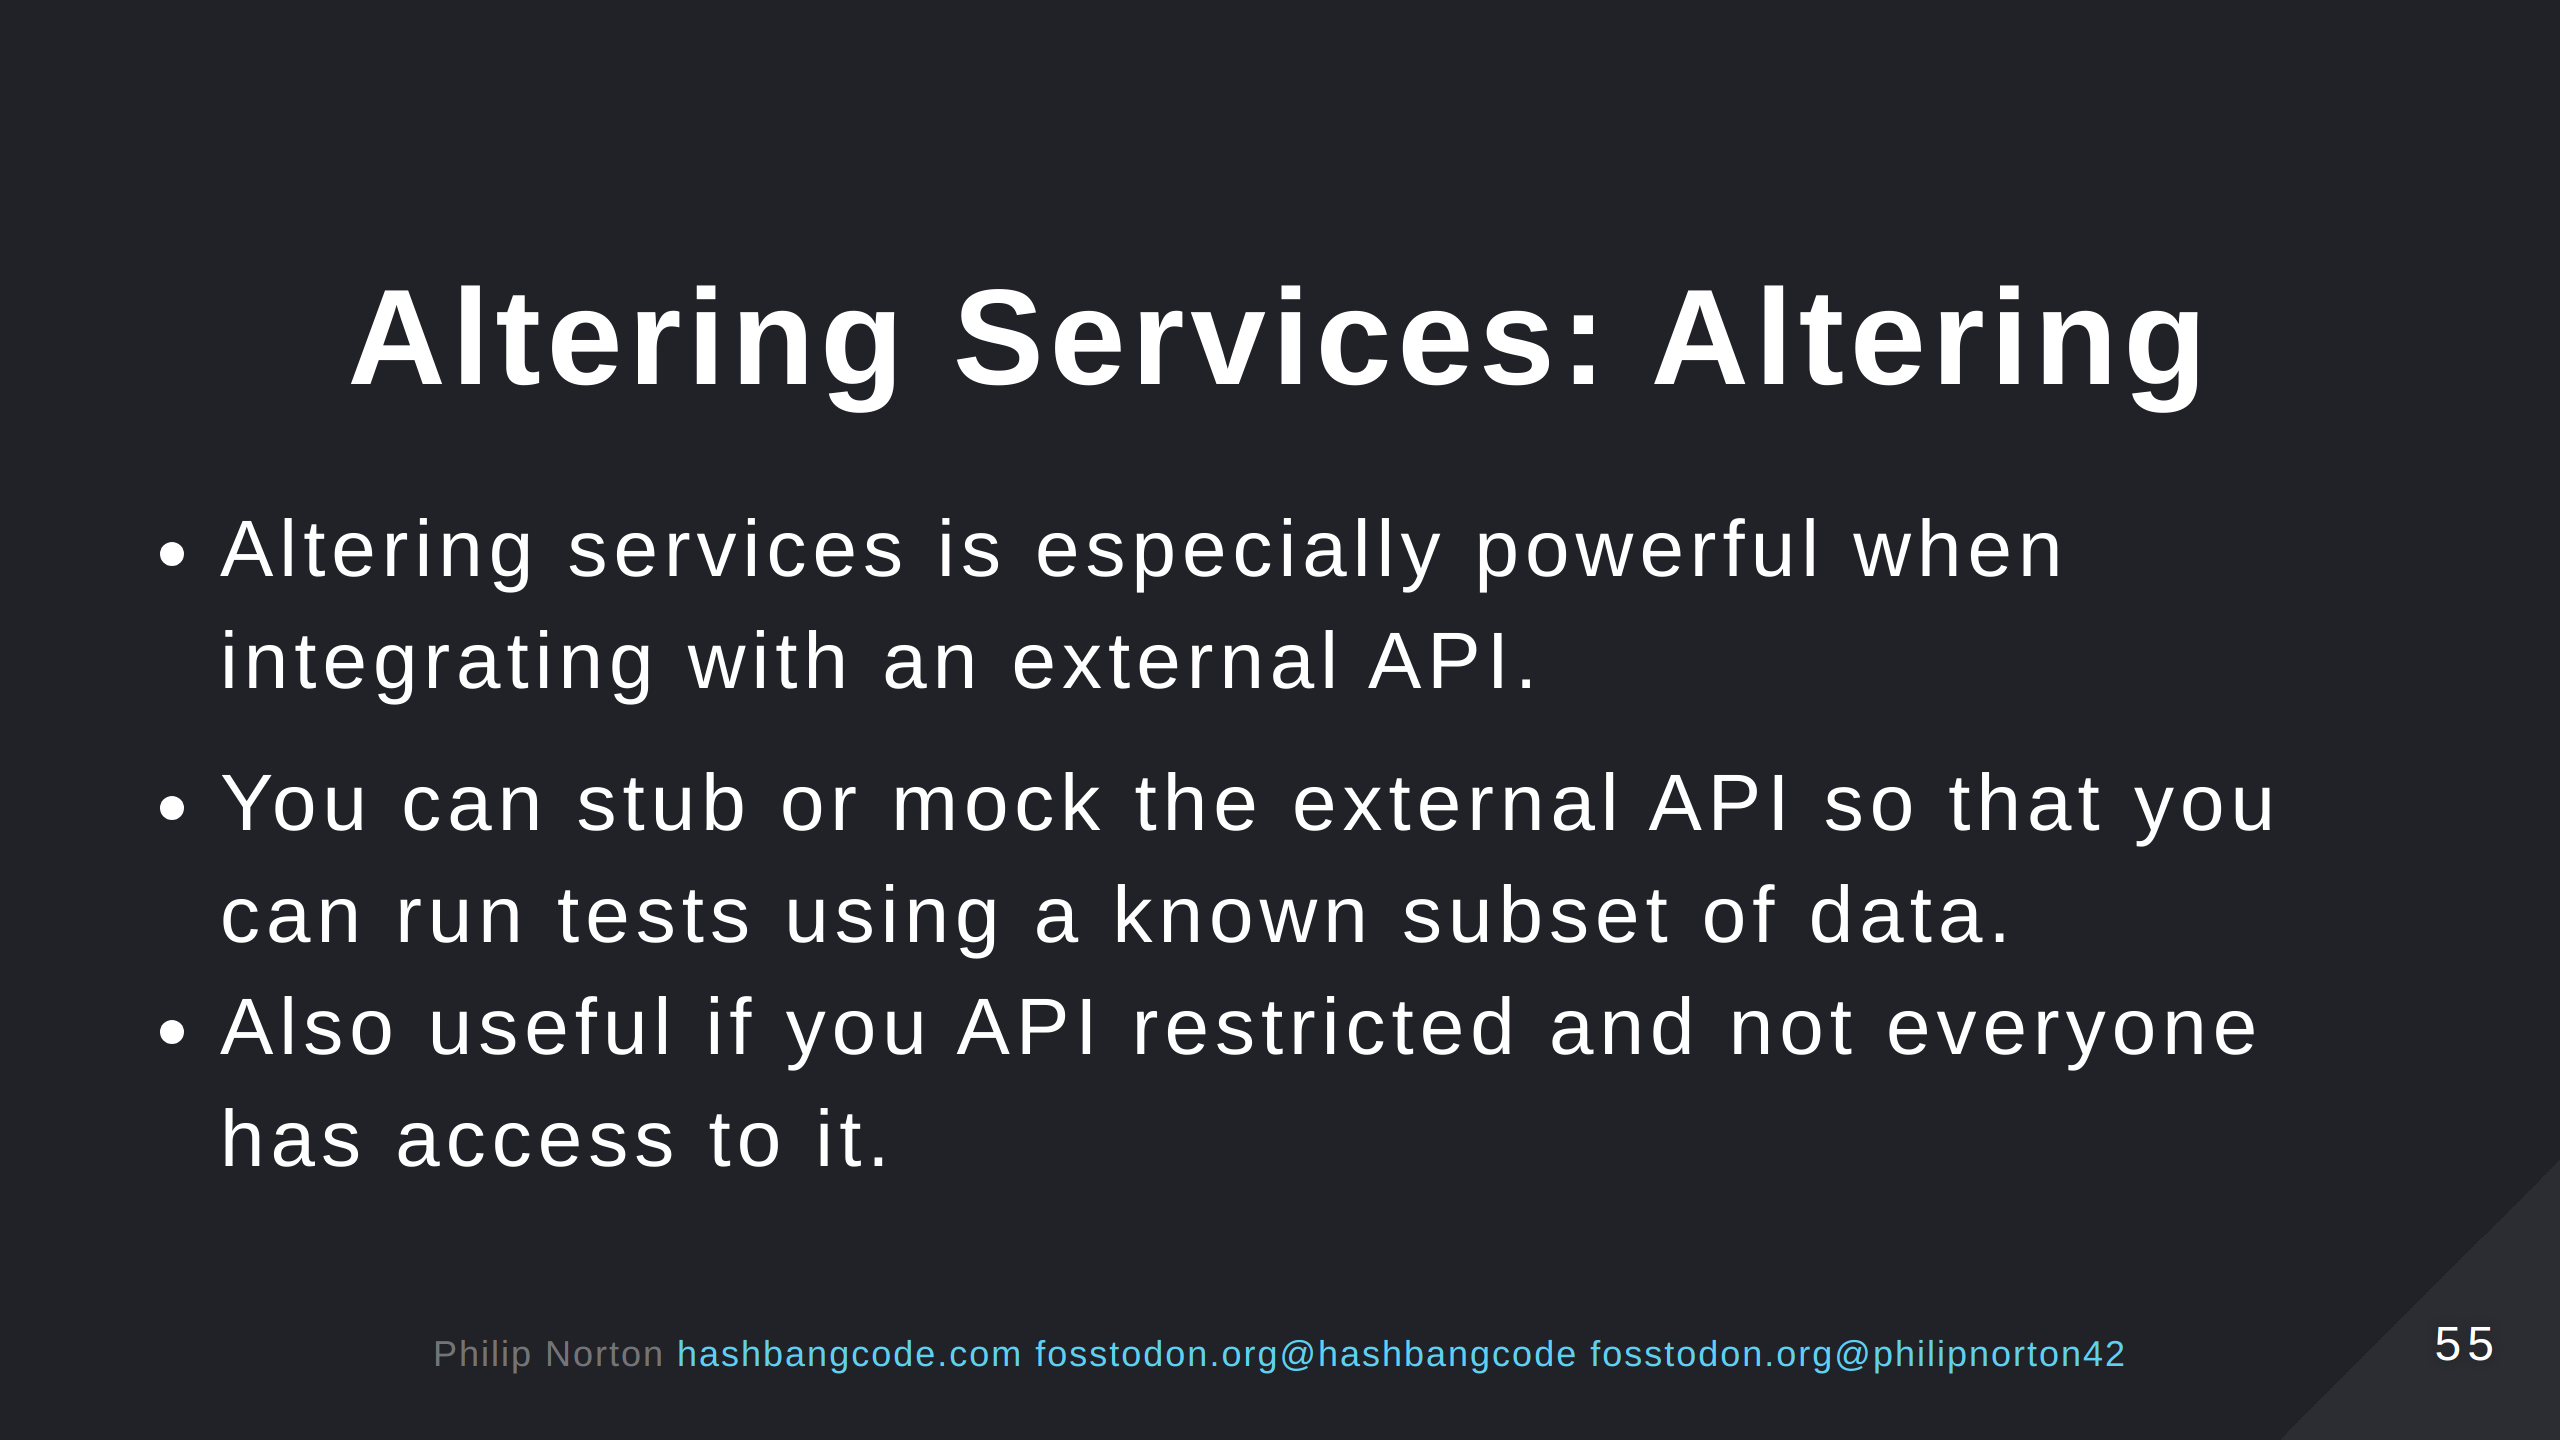 Altering Services: Altering
• Altering services is especially powerful when
integrating with an external API.
• You can stub or mock the external API so that you
can run tests using a known subset of data.
• Also useful if you API restricted and not everyone
has access to it.
Philip Norton hashbangcode.com fosstodon.org@hashbangcode fosstodon.org@philipnorton42
55